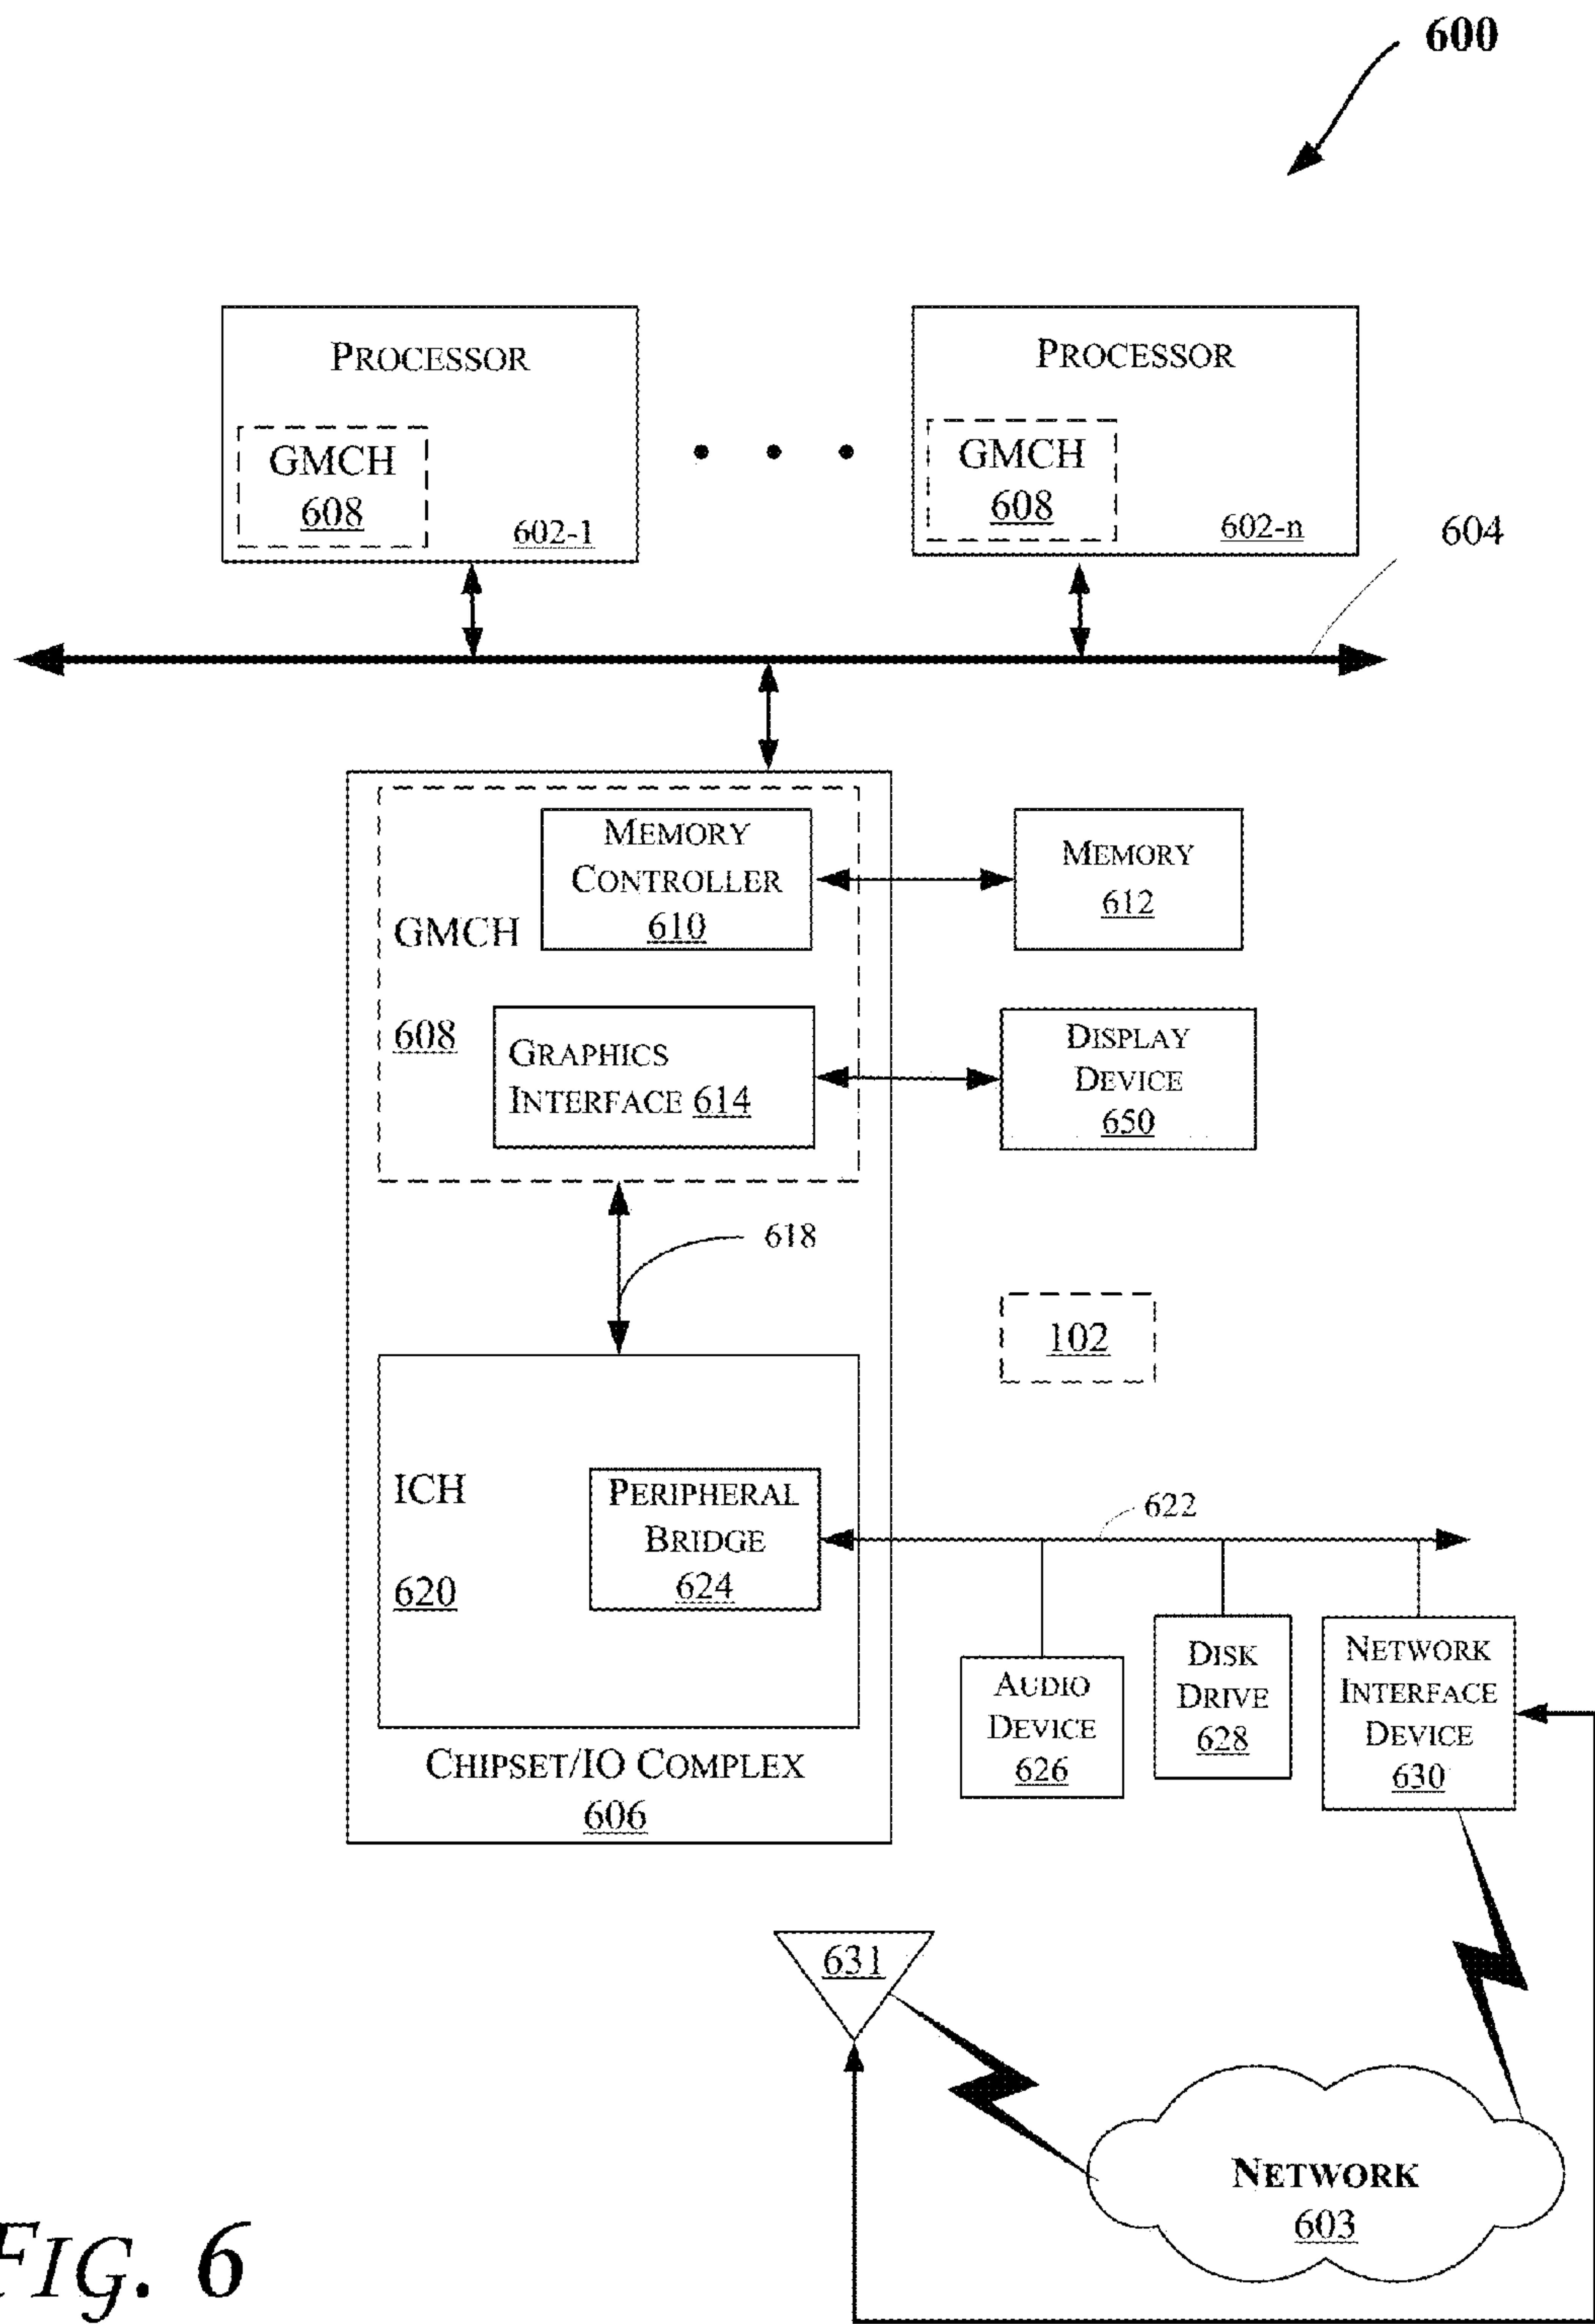 600
PROCESSOR
GMCH
608
602-1
PROCESSOR
GMCH
608
602-n
604
MEMORY
CONTROLLER
610
GMCH
608
GRAPHICS
INTERFACE 614
MEMORY
612
DISPLAY
DEVICE
650
618
102
ICH
620
PERIPHERAL
BRIDGE
624
622
AUDIO
DEVICE
626
DISK
DRIVE
628
NETWORK
INTERFACE
DEVICE
630
CHIPSET/IO COMPLEX
606
631
NETWORK
603
FIG. 6